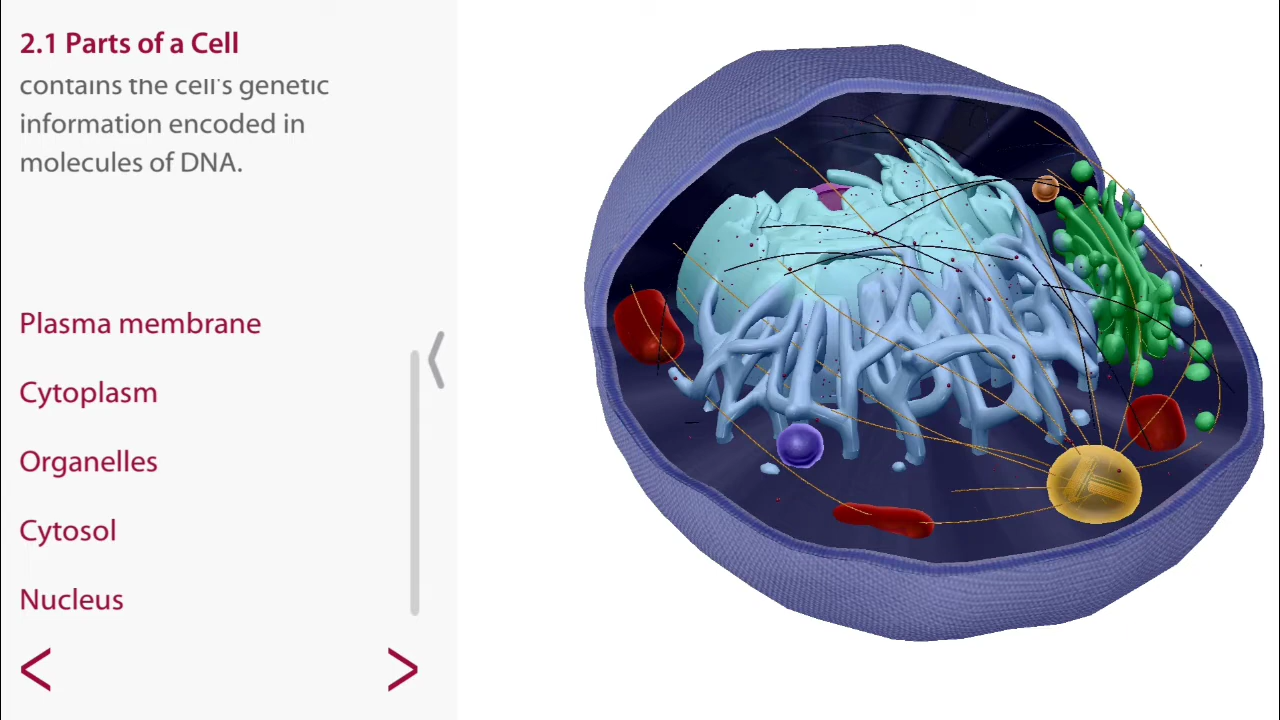 2.1 Parts of a Cell
contains the cell's genetic
information encoded in
molecules of DNA.
Plasma membrane
Cytoplasm
Organelles
Cytosol
Nucleus